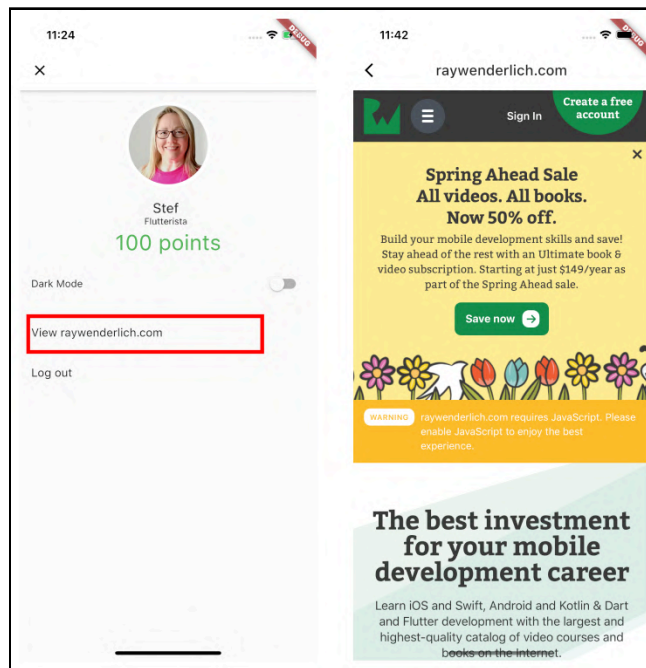 11:24
DEBUG
Stef
Flutterista
100 points
Dark Mode
View raywenderlich.com
Log out
11:42
DEBUG
raywenderlich.com
Sign In
Create a free
account
Spring Ahead Sale
All videos. All books.
Now 50% off.
Build your mobile development skills and save!
Stay ahead of the rest with an Ultimate book &
video subscription. Starting at just $149/year as
part of the Spring Ahead sale.
Save now
WARNING
raywenderlich.com requires JavaScript. Please
enable JavaScript to enjoy the best
experience.
The best investment
for your mobile
development career
Learn iOS and Swift, Android and Kotlin & Dart
and Flutter development with the largest and
highest-quality catalog of video courses and
books on the Internet.